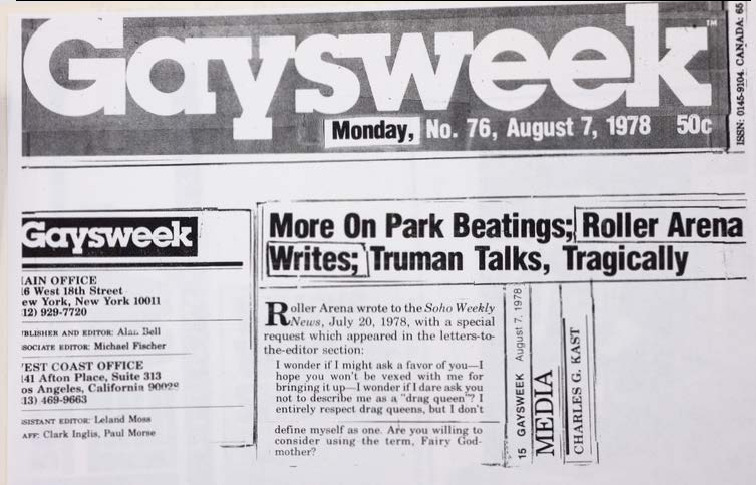 Gaysweek™
Monday, No. 76, August 7, 1978 50c
ISSN: 0145-9104. CANADA: 65
Gaysweek
AIN OFFICE
6 West 18th Street
ew York, New York 10011
12) 929-7720
BLISHER AND EDITOR: Alan Bell
SOCIATE EDITOR: Michael Fischer
EST COAST OFFICE
41 Afton Place, Suite 313
os Angeles, California 90028
13) 469-9663
SISTANT EDITOR: Leland Moss
AFF: Clark Inglis, Paul Morse
More On Park Beatings; Roller Arena
Writes; Truman Talks, Tragically
Roller Arena wrote to the Soho Weekly
News, July 20, 1978, with a special
request which appeared in the letters-to-
the-editor section:
I wonder if I might ask a favor of you—I
hope you won't be vexed with me for
bringing it up—I wonder if I dare ask you
not to describe me as a "drag queen"? I
entirely respect drag queens, but I don't
define myself as one. Are you willing to
consider using the term, Fairy God-
mother?
15 GAYSWEEK August 7, 1978
MEDIA
CHARLES G. KAST